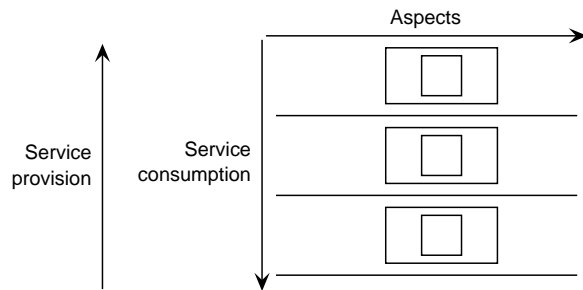 Aspects
Service
provision
Service
consumption